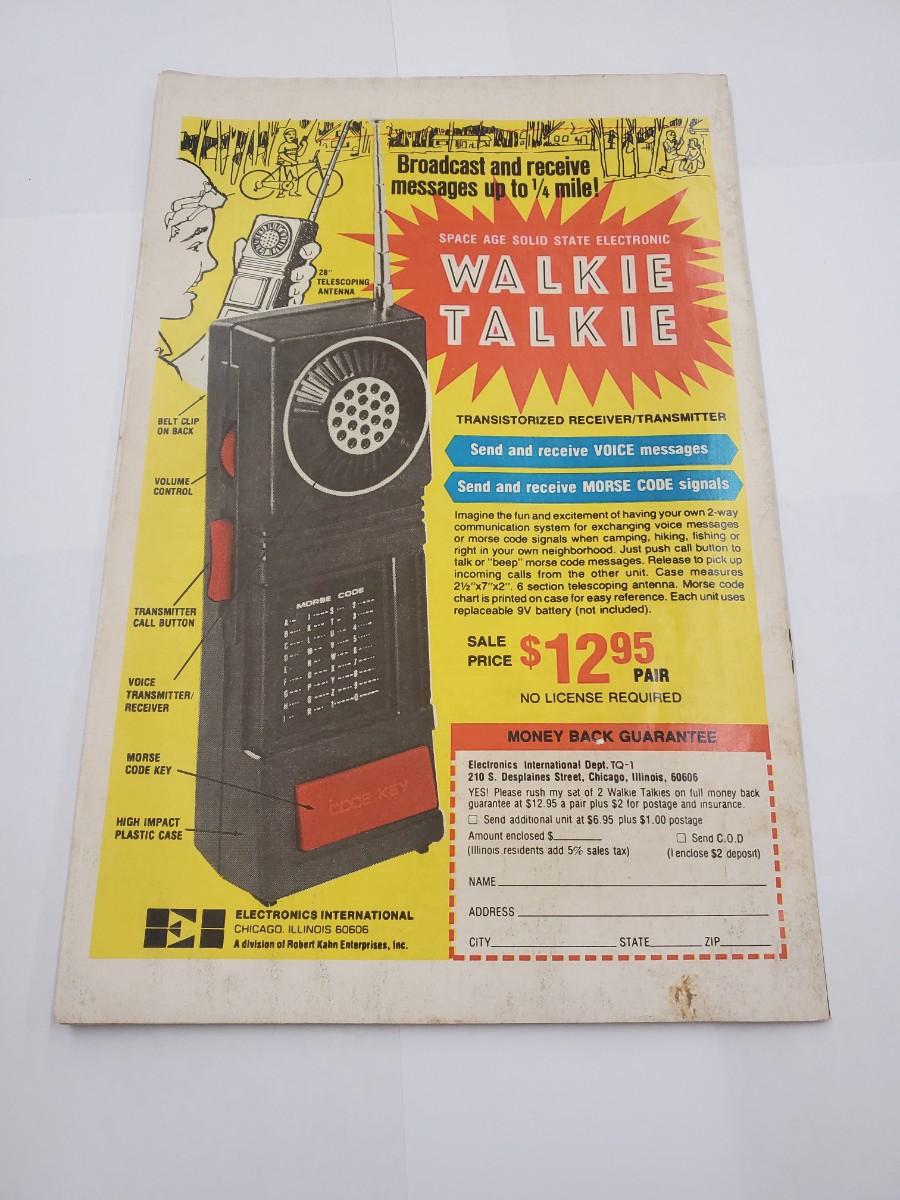 Broadcast and receive
messages up to 1/4 mile!
SPACE AGE SOLID STATE ELECTRONIC
WALKIE
TALKIE
28"
TELESCOPING
ANTENNA
BELT CLIP
ON BACK
VOLUME
CONTROL
TRANSMITTER
CALL BUTTON
VOICE
TRANSMITTER/
RECEIVER
MORSE
CODE KEY
HIGH IMPACT
PLASTIC CASE
MORSE CODE
CODE KEY
TRANSISTORIZED RECEIVER/TRANSMITTER
Send and receive VOICE messages
Send and receive MORSE CODE signals
Imagine the fun and excitement of having your own 2-way
communication system for exchanging voice messages
or morse code signals when camping, hiking, fishing or
right in your own neighborhood. Just push call button to
talk or "beep" morse code messages. Release to pick up
incoming calls from the other unit. Case measures
2½"x7"x2". 6 section telescoping antenna. Morse code
chart is printed on case for easy reference. Each unit uses
replaceable 9V battery (not included).
SALE
PRICE $12.95
PAIR
NO LICENSE REQUIRED
MONEY BACK GUARANTEE
Electronics International Dept. TQ-1
210 S. Desplaines Street, Chicago, Illinois, 60606
YES! Please rush my set of 2 Walkie Talkies on full money back
guarantee at $12.95 a pair plus $2 for postage and insurance.
Send additional unit at $6.95 plus $1.00 postage
Amount enclosed $ Send C.O.D
(Illinois residents add 5% sales tax) (I enclose $2 deposit)
NAME
ADDRESS
CITY STATE ZIP
EI
ELECTRONICS INTERNATIONAL
CHICAGO, ILLINOIS 60606
A division of Robert Kahn Enterprises, Inc.